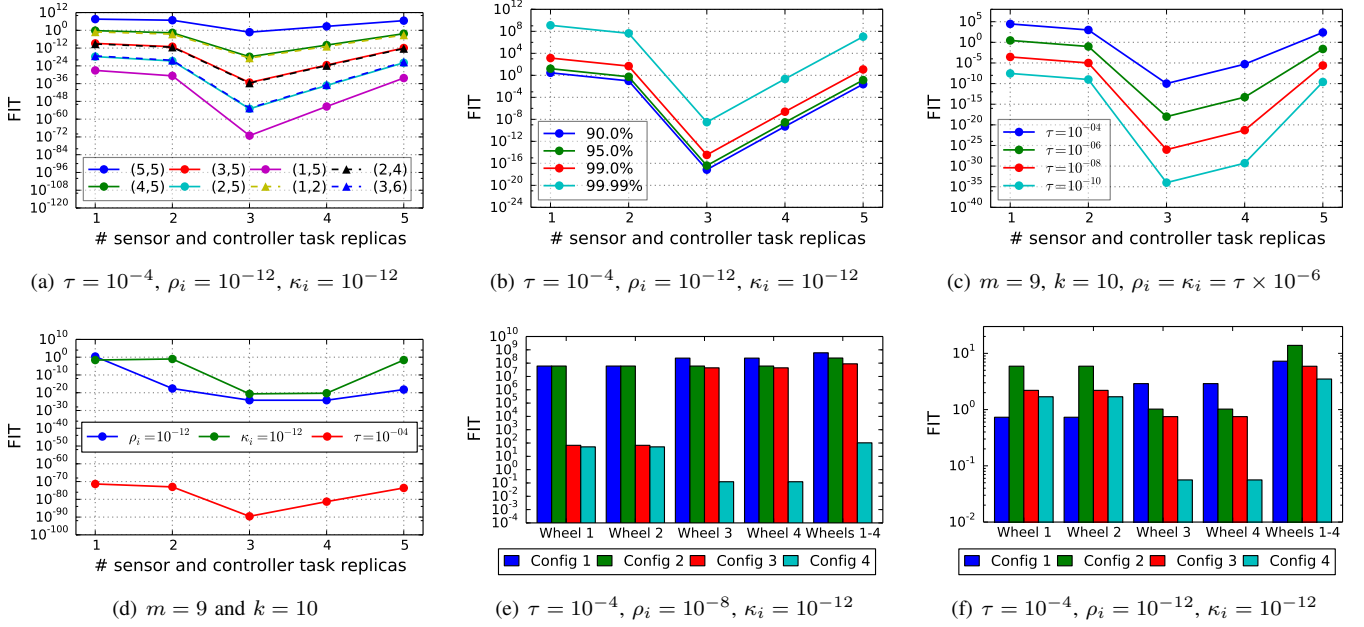 10^12
10^0
10^-12
10^-24
10^-36
10^-48
10^-60
10^-72
10^-84
10^-96
10^-108
10^-120
FIT
(5,5) (3,5) (1,5) (2,4)
(4,5) (2,5) (1,2) (3,6)
1 2 3 4 5
# sensor and controller task replicas
(a) τ = 10^−4, ρ_i = 10^−12, κ_i = 10^−12
10^12
10^8
10^4
10^0
10^-4
10^-8
10^-12
10^-16
10^-20
10^-24
FIT
90.0%
95.0%
99.0%
99.99%
1 2 3 4 5
# sensor and controller task replicas
(b) τ = 10^−4, ρ_i = 10^−12, κ_i = 10^−12
10^5
10^0
10^-5
10^-10
10^-15
10^-20
10^-25
10^-30
10^-35
10^-40
FIT
τ = 10^−04
τ = 10^−06
τ = 10^−08
τ = 10^−10
1 2 3 4 5
# sensor and controller task replicas
(c) m = 9, k = 10, ρ_i = κ_i = τ × 10^−6
10^10
10^0
10^-10
10^-20
10^-30
10^-40
10^-50
10^-60
10^-70
10^-80
10^-90
10^-100
FIT
ρ_i = 10^−12 κ_i = 10^−12 τ = 10^−04
1 2 3 4 5
# sensor and controller task replicas
(d) m = 9 and k = 10
10^10
10^9
10^8
10^7
10^6
10^5
10^4
10^3
10^2
10^1
10^0
10^-1
10^-2
10^-3
10^-4
FIT
Wheel 1 Wheel 2 Wheel 3 Wheel 4 Wheels 1-4
Config 1 Config 2 Config 3 Config 4
(e) τ = 10^−4, ρ_i = 10^−8, κ_i = 10^−12
10^1
10^0
10^-1
10^-2
FIT
Wheel 1 Wheel 2 Wheel 3 Wheel 4 Wheels 1-4
Config 1 Config 2 Config 3 Config 4
(f) τ = 10^−4, ρ_i = 10^−12, κ_i = 10^−12